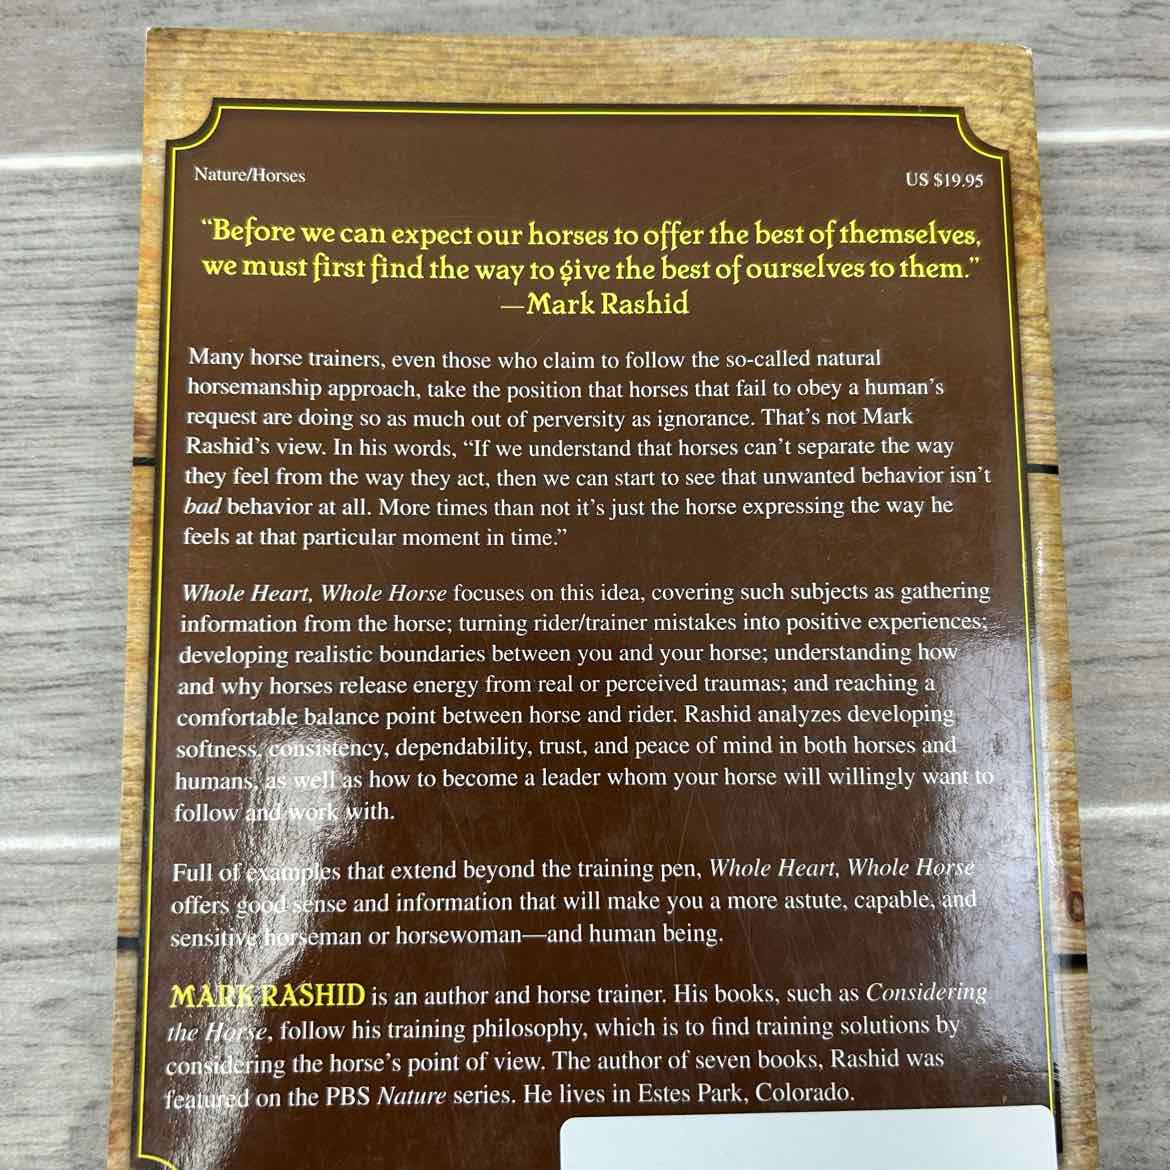 Nature/Horses
US $19.95
“Before we can expect our horses to offer the best of themselves,
we must first find the way to give the best of ourselves to them.”
—Mark Rashid
Many horse trainers, even those who claim to follow the so-called natural
horsemanship approach, take the position that horses that fail to obey a human’s
request are doing so as much out of perversity as ignorance. That’s not Mark
Rashid’s view. In his words, “If we understand that horses can’t separate the way
they feel from the way they act, then we can start to see that unwanted behavior isn’t
bad behavior at all. More times than not it’s just the horse expressing the way he
feels at that particular moment in time.”
Whole Heart, Whole Horse focuses on this idea, covering such subjects as gathering
information from the horse; turning rider/trainer mistakes into positive experiences;
developing realistic boundaries between you and your horse; understanding how
and why horses release energy from real or perceived traumas; and reaching a
comfortable balance point between horse and rider. Rashid analyzes developing
softness, consistency, dependability, trust, and peace of mind in both horses and
humans, as well as how to become a leader whom your horse will willingly want to
follow and work with.
Full of examples that extend beyond the training pen, Whole Heart, Whole Horse
offers good sense and information that will make you a more astute, capable, and
sensitive horseman or horsewoman—and human being.
MARK RASHID is an author and horse trainer. His books, such as Considering
the Horse, follow his training philosophy, which is to find training solutions by
considering the horse’s point of view. The author of seven books, Rashid was
featured on the PBS Nature series. He lives in Estes Park, Colorado.